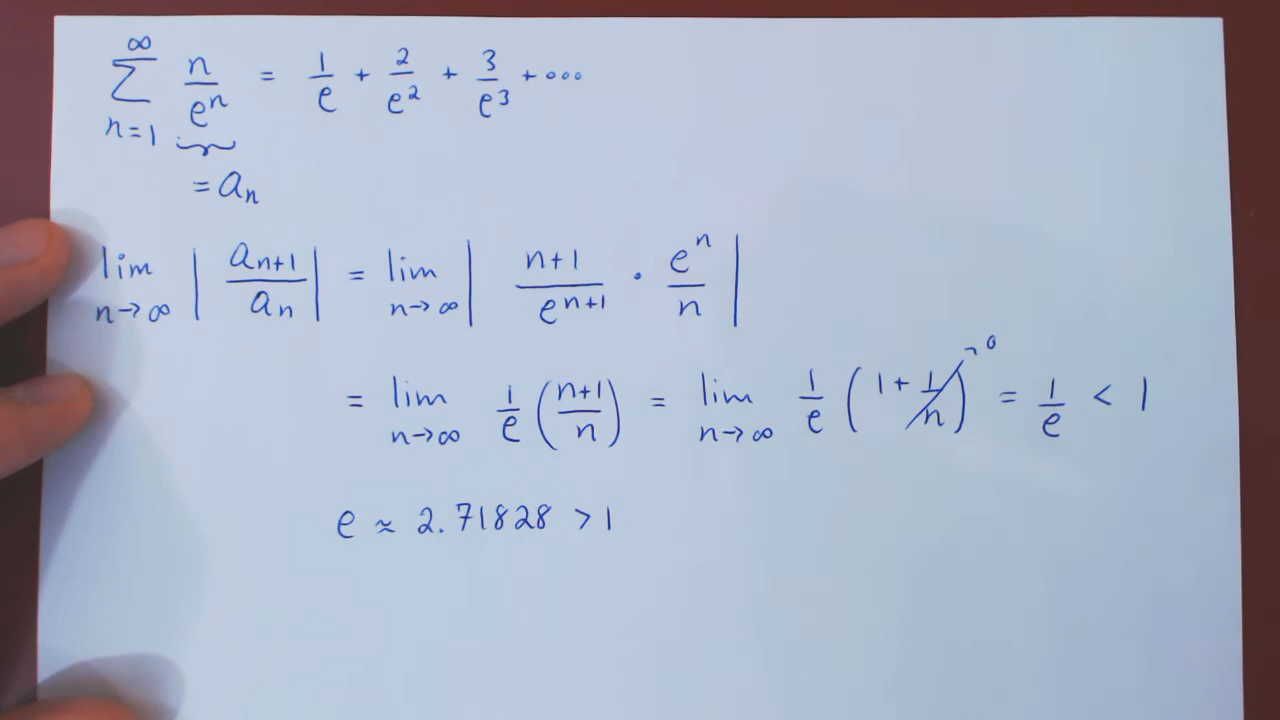 ∞
∑ n/eⁿ = 1/e + 2/e² + 3/e³ + ...
n=1
= aₙ
lim n→∞ | aₙ₊₁/aₙ | = lim n→∞ | n+1/eⁿ⁺¹ · eⁿ/n |
= lim n→∞ 1/e (n+1/n) = lim n→∞ 1/e (1 + 1/n)→0 = 1/e < 1
e ≈ 2.71828 > 1